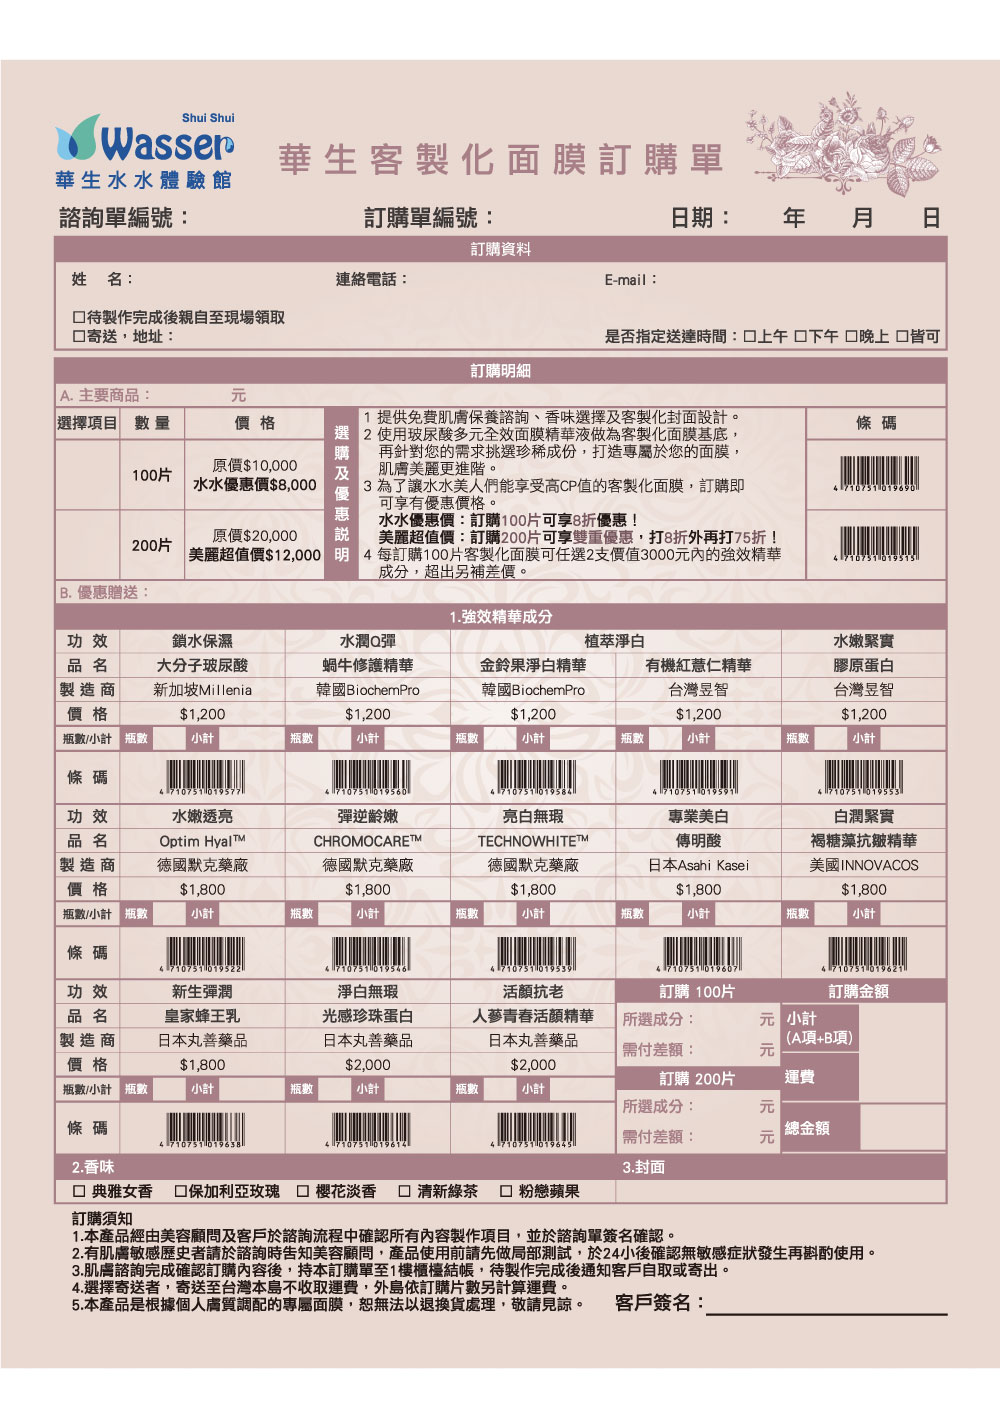 Shui Shui
Wasser
華生水水體驗館
華生客製化面膜訂購單
諮詢單編號： 訂購單編號： 日期： 年 月 日
訂購資料
姓 名： 連絡電話： E-mail：
□待製作完成後親自至現場領取
□寄送，地址： 是否指定送達時間：□上午 □下午 □晚上 □皆可
訂購明細
A. 主要商品： 元
選擇項目 數量 價格 選購及優惠說明 條碼
1 提供免費肌膚保養諮詢、香味選擇及客製化封面設計。
2 使用玻尿酸多元全效面膜精華液做為客製化面膜基底，
再針對您的需求挑選珍稀成份，打造專屬於您的面膜，
肌膚美麗更進階。
3 為了讓水水美人們能享受高CP值的客製化面膜，訂購即
可享有優惠價格。
水水優惠價：訂購100片可享8折優惠！
美麗超值價：訂購200片可享雙重優惠，打8折外再打75折！
4 每訂購100片客製化面膜可任選2支價值3000元內的強效精華
成分，超出另補差價。
100片 原價$10,000
水水優惠價$8,000
4 710751 019690
200片 原價$20,000
美麗超值價$12,000
4 710751 019515
B. 優惠贈送：
1.強效精華成分
功效 鎖水保濕 水潤Q彈 植萃淨白 水嫩緊實
品名 大分子玻尿酸 蝸牛修護精華 金鈴果淨白精華 有機紅薏仁精華 膠原蛋白
製造商 新加坡Millenia 韓國BiochemPro 韓國BiochemPro 台灣昱智 台灣昱智
價格 $1,200 $1,200 $1,200 $1,200 $1,200
瓶數/小計 瓶數 小計 瓶數 小計 瓶數 小計 瓶數 小計 瓶數 小計
條碼 4 710751 019577 4 710751 019560 4 710751 019584 4 710751 019591 4 710751 019553
功效 水嫩透亮 彈逆齡嫩 亮白無瑕 專業美白 白潤緊實
品名 Optim Hyal™ CHROMOCARE™ TECHNOWHITE™ 傳明酸 褐糖藻抗皺精華
製造商 德國默克藥廠 德國默克藥廠 德國默克藥廠 日本Asahi Kasei 美國INNOVACOS
價格 $1,800 $1,800 $1,800 $1,800 $1,800
瓶數/小計 瓶數 小計 瓶數 小計 瓶數 小計 瓶數 小計 瓶數 小計
條碼 4 710751 019522 4 710751 019546 4 710751 019539 4 710751 019607 4 710751 019621
功效 新生彈潤 淨白無瑕 活顏抗老 訂購 100片 訂購金額
品名 皇家蜂王乳 光感珍珠蛋白 人蔘青春活顏精華 所選成分： 元 小計
(A項+B項)
製造商 日本丸善藥品 日本丸善藥品 日本丸善藥品 需付差額： 元
價格 $1,800 $2,000 $2,000 訂購 200片 運費
瓶數/小計 瓶數 小計 瓶數 小計 瓶數 小計 所選成分： 元
條碼 4 710751 019638 4 710751 019614 4 710751 019645 需付差額： 元 總金額
2.香味 3.封面
□ 典雅女香 □保加利亞玫瑰 □ 櫻花淡香 □ 清新綠茶 □ 粉戀蘋果
訂購須知
1.本產品經由美容顧問及客戶於諮詢流程中確認所有內容製作項目，並於諮詢單簽名確認。
2.有肌膚敏感歷史者請於諮詢時告知美容顧問，產品使用前請先做局部測試，於24小後確認無敏感症狀發生再斟酌使用。
3.肌膚諮詢完成確認訂購內容後，持本訂購單至1樓櫃檯結帳，待製作完成後通知客戶自取或寄出。
4.選擇寄送者，寄送至台灣本島不收取運費，外島依訂購片數另計算運費。
5.本產品是根據個人膚質調配的專屬面膜，恕無法以退換貨處理，敬請見諒。 客戶簽名：